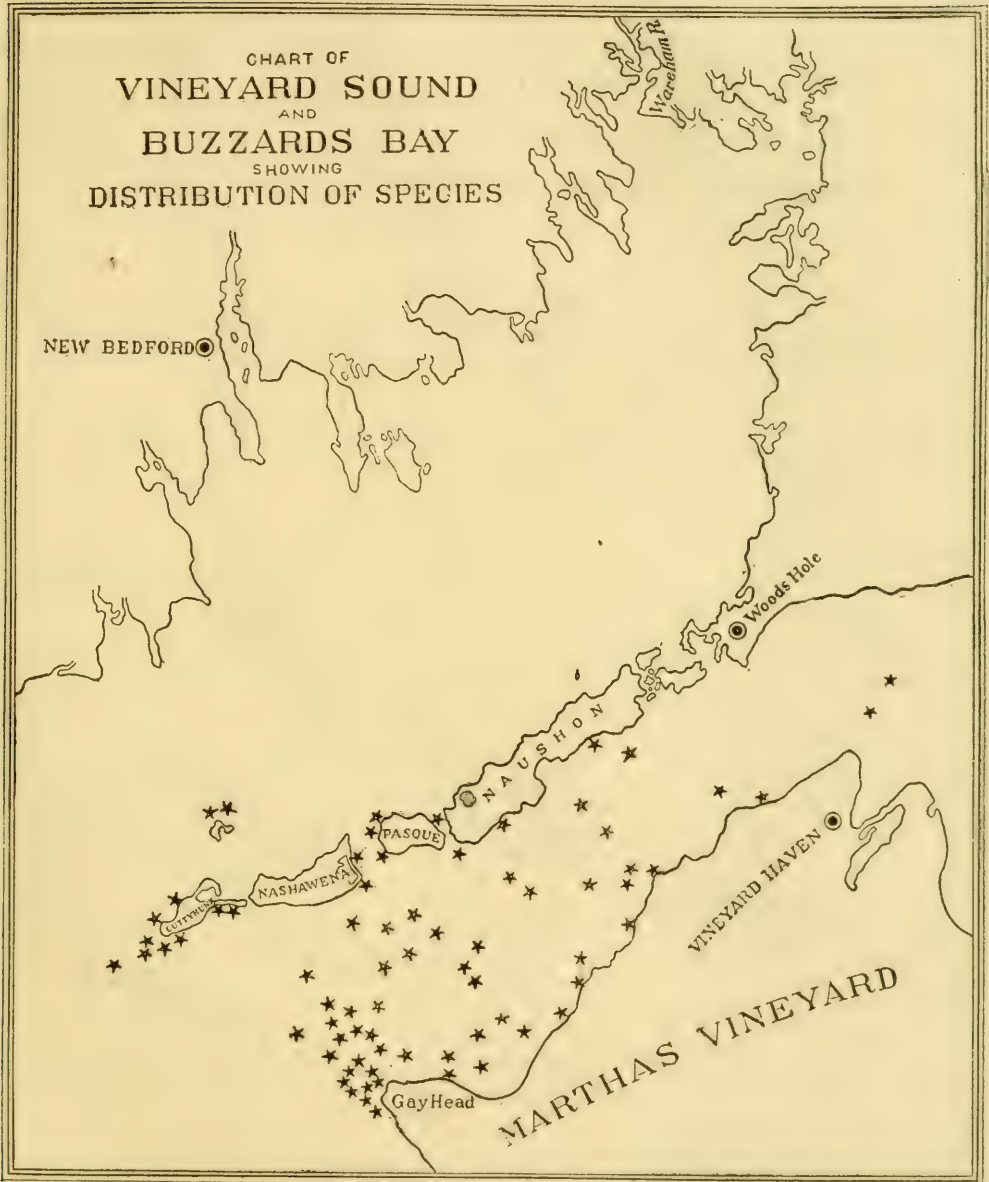 CHART OF
VINEYARD SOUND
AND
BUZZARDS BAY
SHOWING
DISTRIBUTION OF SPECIES
Wareham R.
NEW BEDFORD
Woods Hole
NAUSHON
PASQUE
NASHAWENA
CUTTYHUNK
VINEYARD HAVEN
MARTHAS VINEYARD
Gay Head